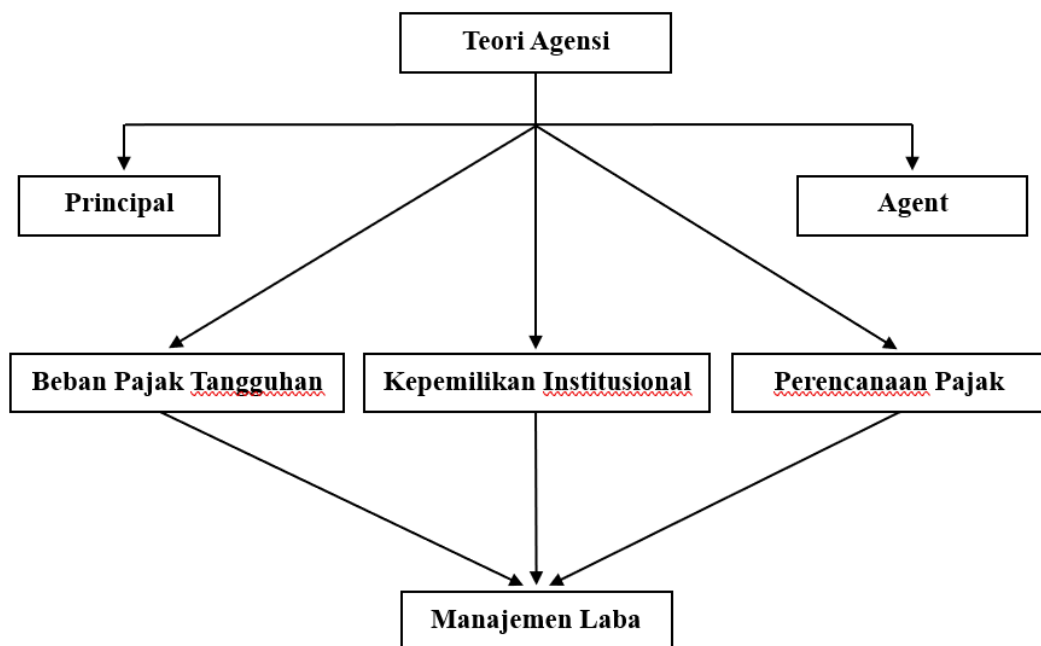 Teori Agensi
Principal
Agent
Beban Pajak Tangguhan
Kepemilikan Institusional
Perencanaan Pajak
Manajemen Laba